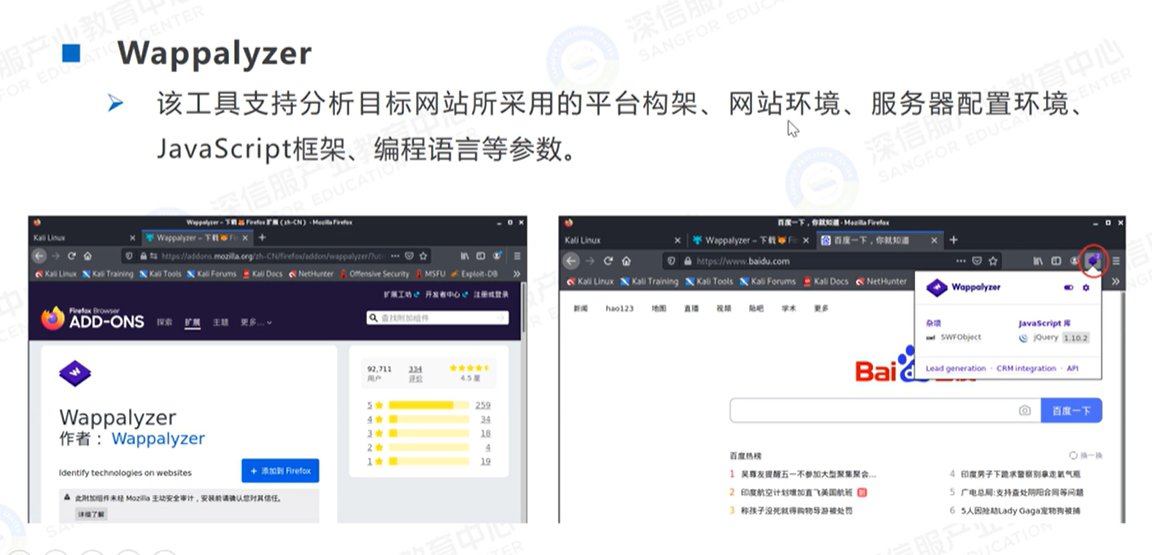 Wappalyzer
该工具支持分析目标网站所采用的平台构架、网站环境、服务器配置环境、
JavaScript框架、编程语言等参数。
Wappalyzer – 下载 Firefox 扩展 (zh-CN) - Mozilla Firefox
Kali Linux
Wappalyzer – 下载
https://addons.mozilla.org/zh-CN/firefox/addon/wappalyzer/
Kali Linux Kali Training Kali Tools Kali Forums Kali Docs NetHunter Offensive Security MSFU Exploit-DB
扩展工坊 开发者中心 注册或登录
Firefox Browser
ADD-ONS 探索 扩展 主题 更多...
查找附加组件
92,711 334
用户 评价 4.5 星
5 259
4 34
3 18
2 4
1 19
Wappalyzer
作者： Wappalyzer
Identify technologies on websites
+ 添加到 Firefox
此附加组件未经 Mozilla 主动安全审计，安装前请确认您对其信任。
详细了解
百度一下，你就知道 - Mozilla Firefox
Kali Linux Wappalyzer – 下载 百度一下，你就知道
https://www.baidu.com
Kali Linux Kali Training Kali Tools Kali Forums Kali Docs NetHunter
新闻 hao123 地图 直播 视频 贴吧 学术 更多
Wappalyzer
杂项 JavaScript 库
SWFObject jQuery 1.10.2
Lead generation · CRM integration · API
Bai
百度一下
百度热榜 换一换
1 吴尊友提醒五一不参加大型聚集聚会...
2 印度航空计划增加直飞美国航班 新
3 称孩子没死就得购物导游被处罚
4 印度男子下跪求警察别拿走氧气瓶
5 广电总局:支持查处阴阳合同等问题
6 5人因抢劫Lady Gaga宠物狗被捕
深信服产业教育中心
SANGFOR EDUCATION CENTER